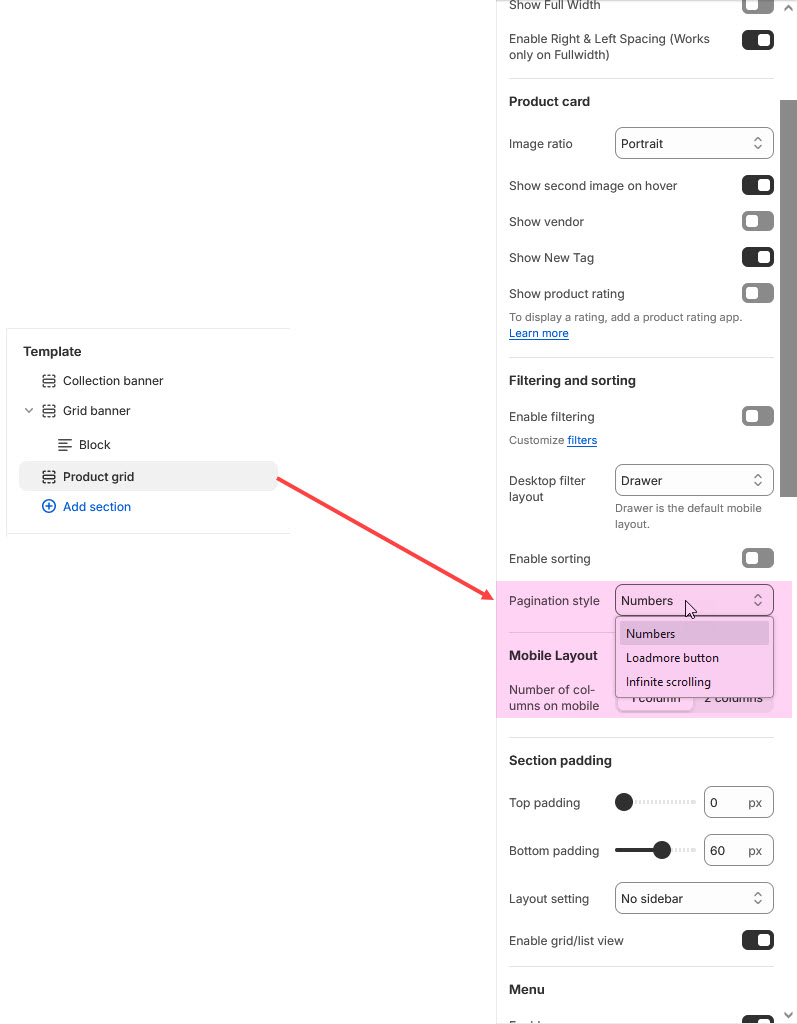 Template
Collection banner
Grid banner
Block
Product grid
Add section
Show Full Width
Enable Right & Left Spacing (Works
only on Fullwidth)
Product card
Image ratio
Portrait
Show second image on hover
Show vendor
Show New Tag
Show product rating
To display a rating, add a product rating app.
Learn more
Filtering and sorting
Enable filtering
Customize filters
Desktop filter
layout
Drawer
Drawer is the default mobile
layout.
Enable sorting
Pagination style
Numbers
Numbers
Loadmore button
Infinite scrolling
Mobile Layout
Number of col-
umns on mobile
1 column
2 columns
Section padding
Top padding
0 px
Bottom padding
60 px
Layout setting
No sidebar
Enable grid/list view
Menu